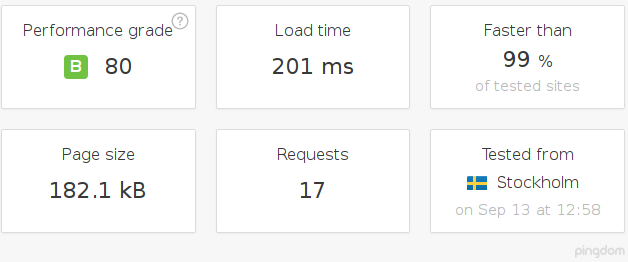 Performance grade ?
B 80
Load time
201 ms
Faster than
99 %
of tested sites
Page size
182.1 kB
Requests
17
Tested from
Stockholm
on Sep 13 at 12:58
pingdom